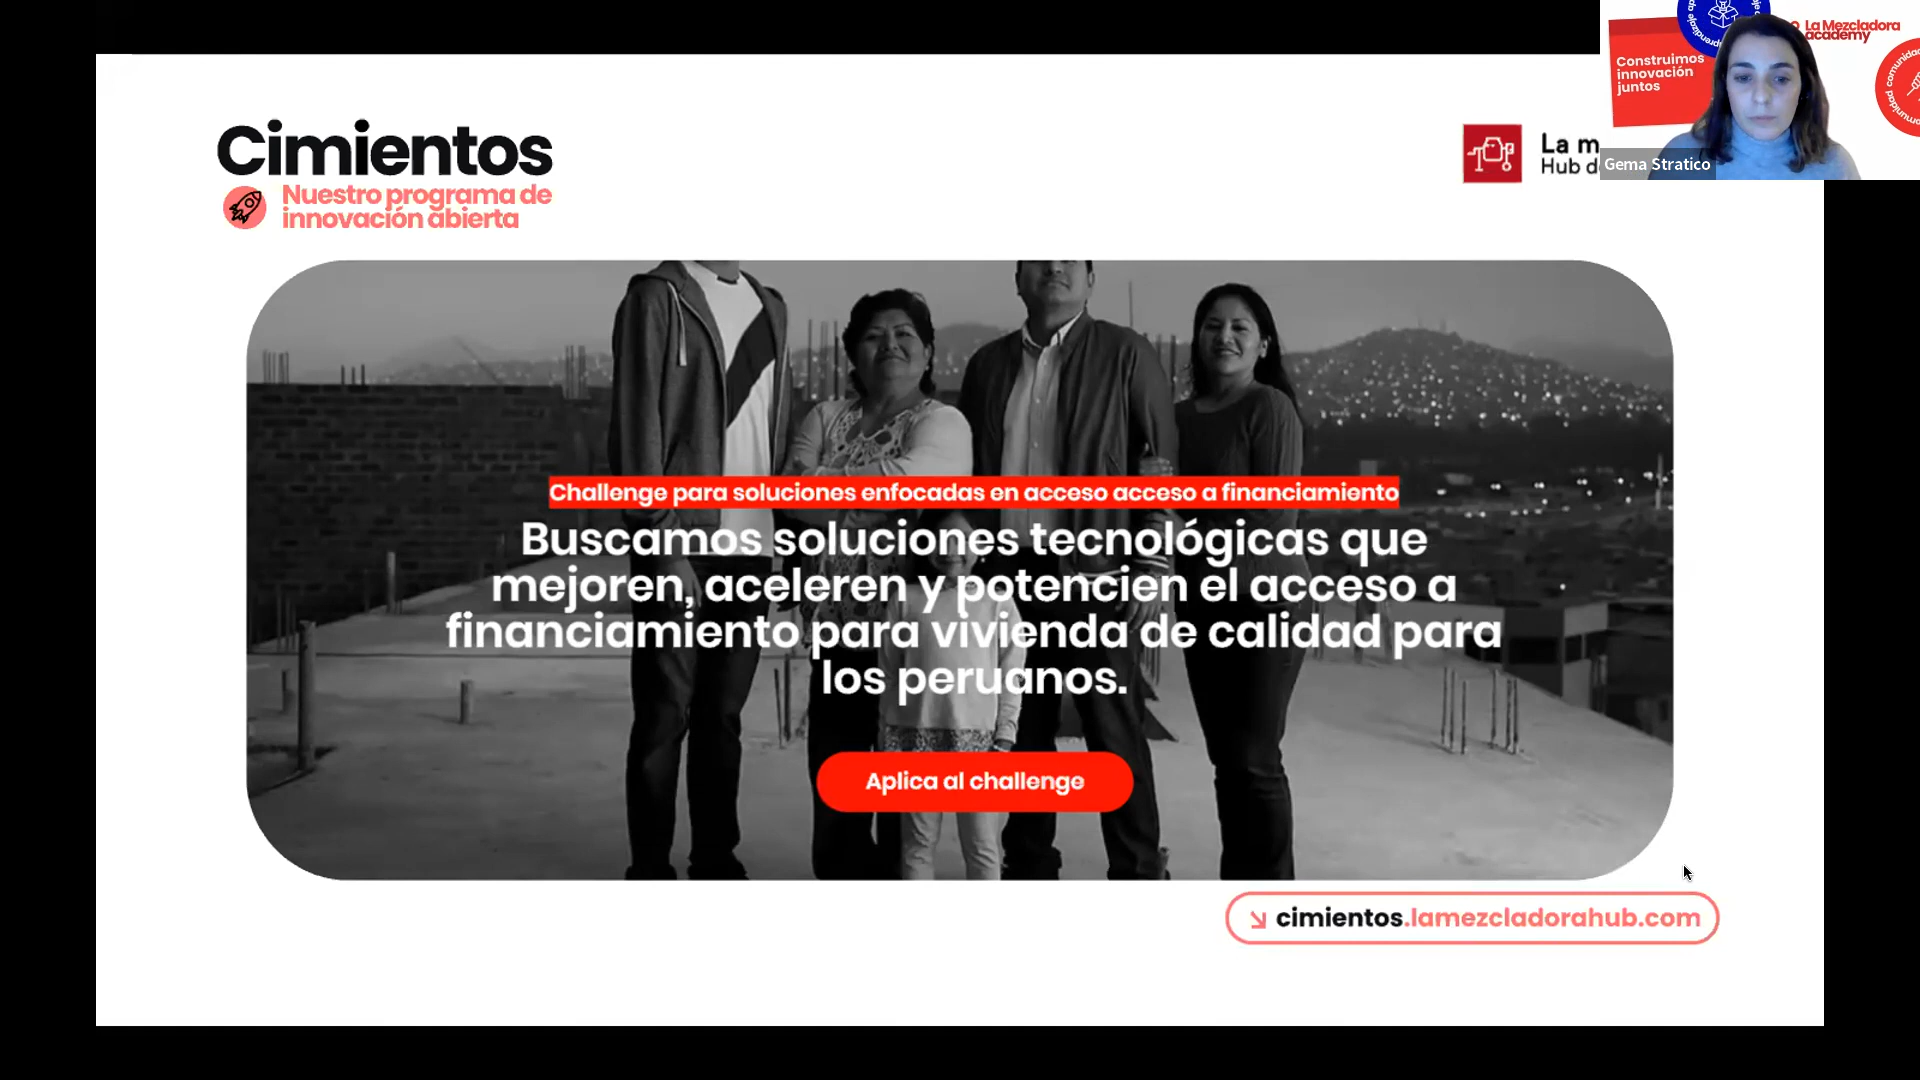 Cimientos
Nuestro programa de
innovación abierta
La m
Hub d
La Mezcladora
academy
Construimos
innovación
juntos
Gema Stratico
Challenge para soluciones enfocadas en acceso acceso a financiamiento
Buscamos soluciones tecnológicas que
mejoren, aceleren y potencien el acceso a
financiamiento para vivienda de calidad para
los peruanos.
Aplica al challenge
cimientos.lamezcladorahub.com